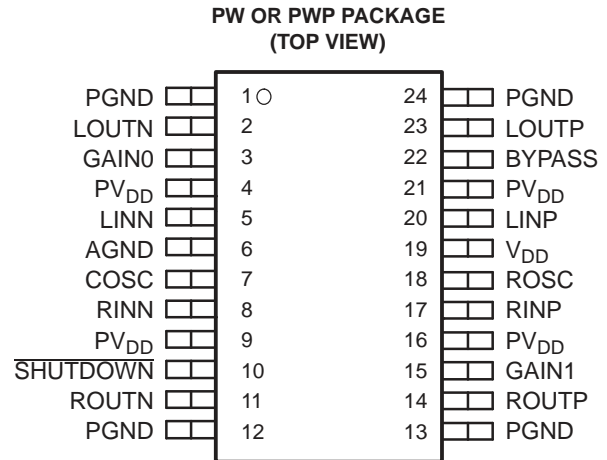 PW OR PWP PACKAGE
(TOP VIEW)
PGND 1 24 PGND
LOUTN 2 23 LOUTP
GAIN0 3 22 BYPASS
PVDD 4 21 PVDD
LINN 5 20 LINP
AGND 6 19 VDD
COSC 7 18 ROSC
RINN 8 17 RINP
PVDD 9 16 PVDD
SHUTDOWN 10 15 GAIN1
ROUTN 11 14 ROUTP
PGND 12 13 PGND